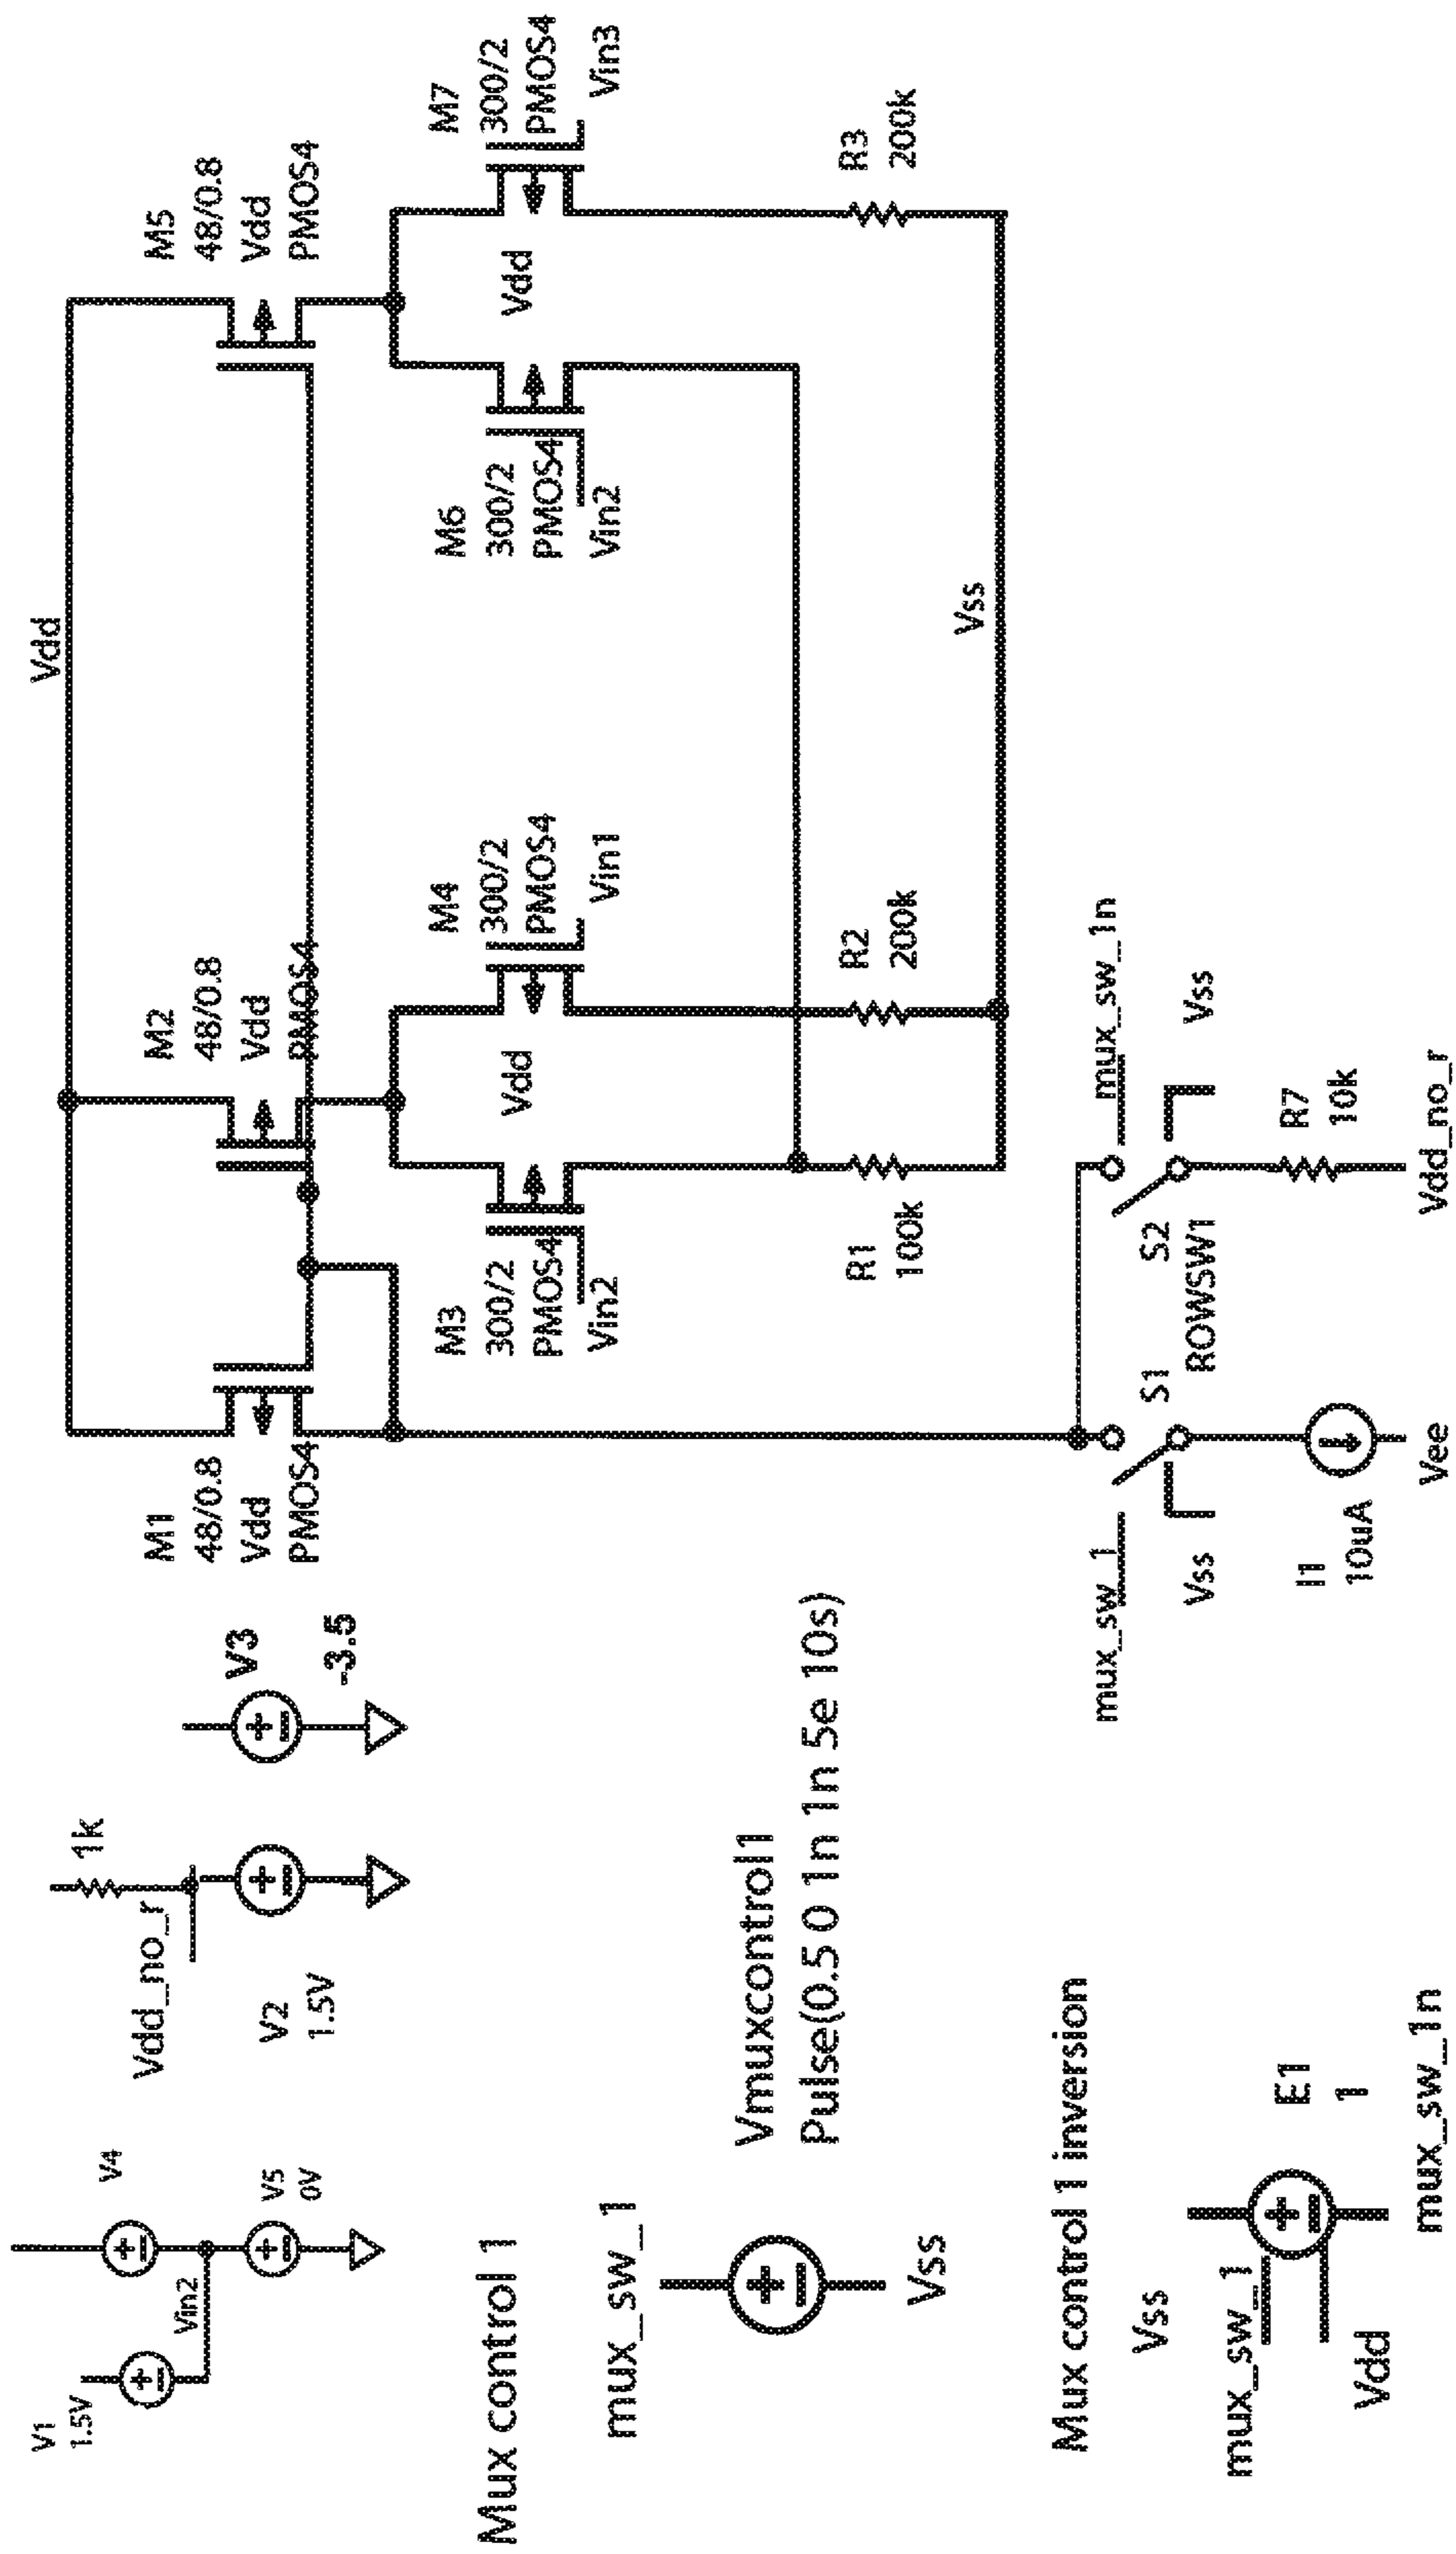 V1
1.5V
V4
Vin2
V5
0V
Vdd_no_r
1k
V2
1.5V
V3
-3.5
Mux control 1
mux_sw_1
Vss
Vmuxcontrol1
Pulse(0.5 0 1n 1n 5e 10s)
Mux control 1 inversion
Vss
mux_sw_1
Vdd
E1
1
mux_sw_1n
Vdd
M1
48/0.8
Vdd
PMOS4
M2
48/0.8
Vdd
PMOS4
M5
48/0.8
Vdd
PMOS4
M3
300/2
PMOS4
Vin2
Vdd
M4
300/2
PMOS4
Vin1
M6
300/2
PMOS4
Vin2
Vdd
M7
300/2
PMOS4
Vin3
R1
100k
R2
200k
R3
200k
Vss
mux_sw_1
Vss
S1
mux_sw_1n
Vss
S2
ROWSW1
I1
10uA
Vee
R7
10k
Vdd_no_r